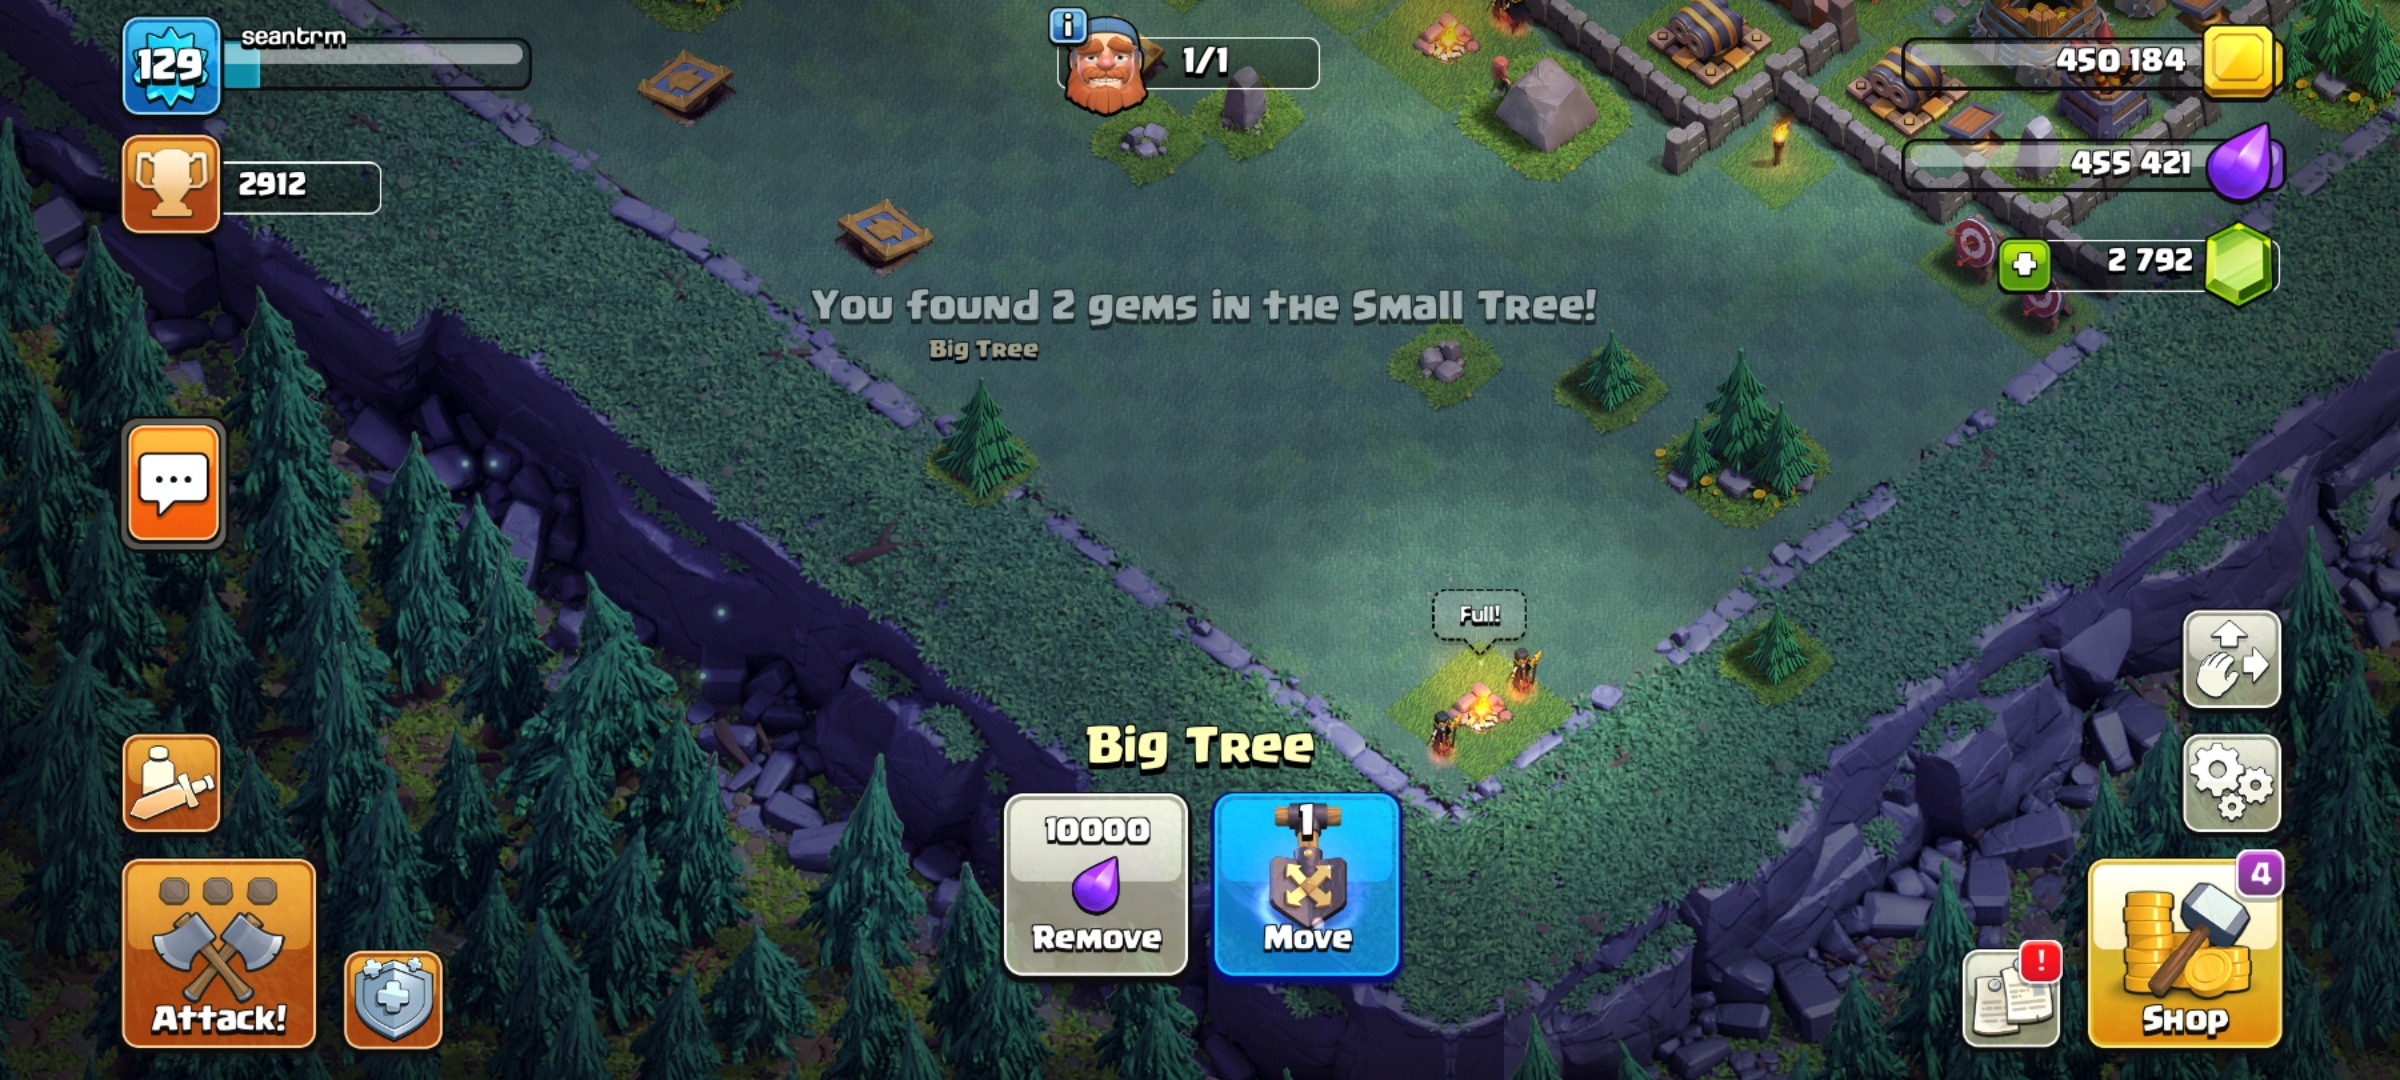 129
seantrm
i
1/1
450 184
2912
455 421
2 792
You found 2 gems in the Small Tree!
Big Tree
Full!
Big Tree
10000
Remove
1
Move
Attack!
!
4
Shop